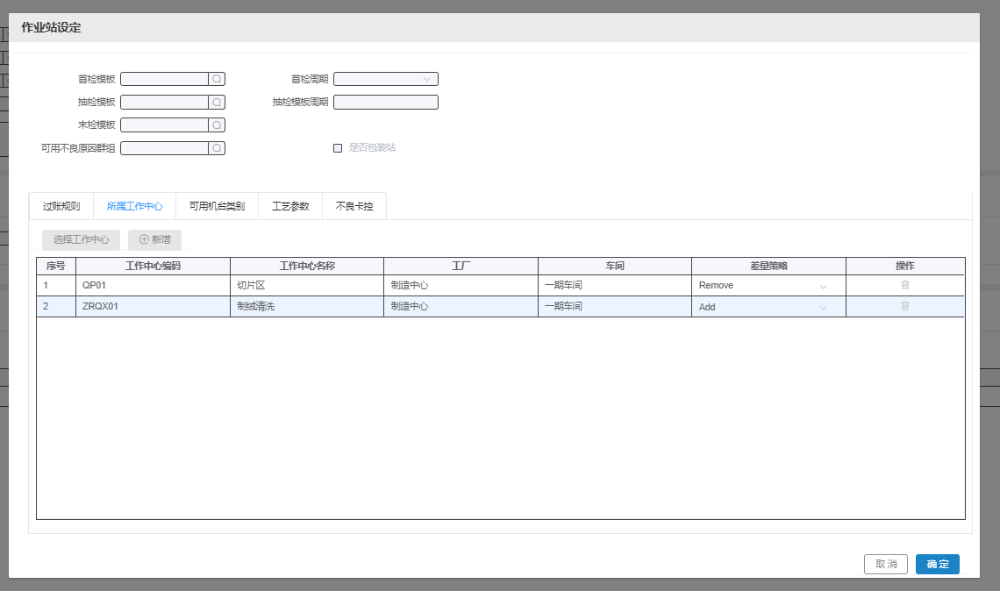 作业站设定
首检模板 首检周期
抽检模板 抽检模板周期
末检模板
可用不良原因群组 是否包装站
过账规则 所属工作中心 可用机台类别 工艺参数 不良卡控
选择工作中心 新增
序号 工作中心编码 工作中心名称 工厂 车间 差量策略 操作
1 QP01 切片区 制造中心 一期车间 Remove
2 ZRQX01 制绒清洗 制造中心 一期车间 Add
取消 确定